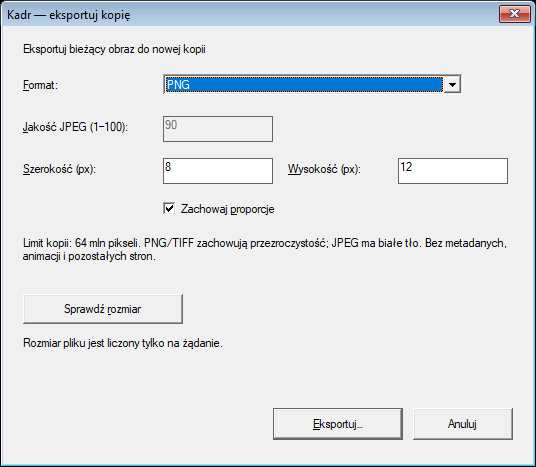 Kadr — eksportuj kopię
Eksportuj bieżący obraz do nowej kopii
Format:
PNG
Jakość JPEG (1–100):
90
Szerokość (px):
8
Wysokość (px):
12
Zachowaj proporcje
Limit kopii: 64 mln pikseli. PNG/TIFF zachowują przezroczystość; JPEG ma białe tło. Bez metadanych,
animacji i pozostałych stron.
Sprawdź rozmiar
Rozmiar pliku jest liczony tylko na żądanie.
Eksportuj...
Anuluj